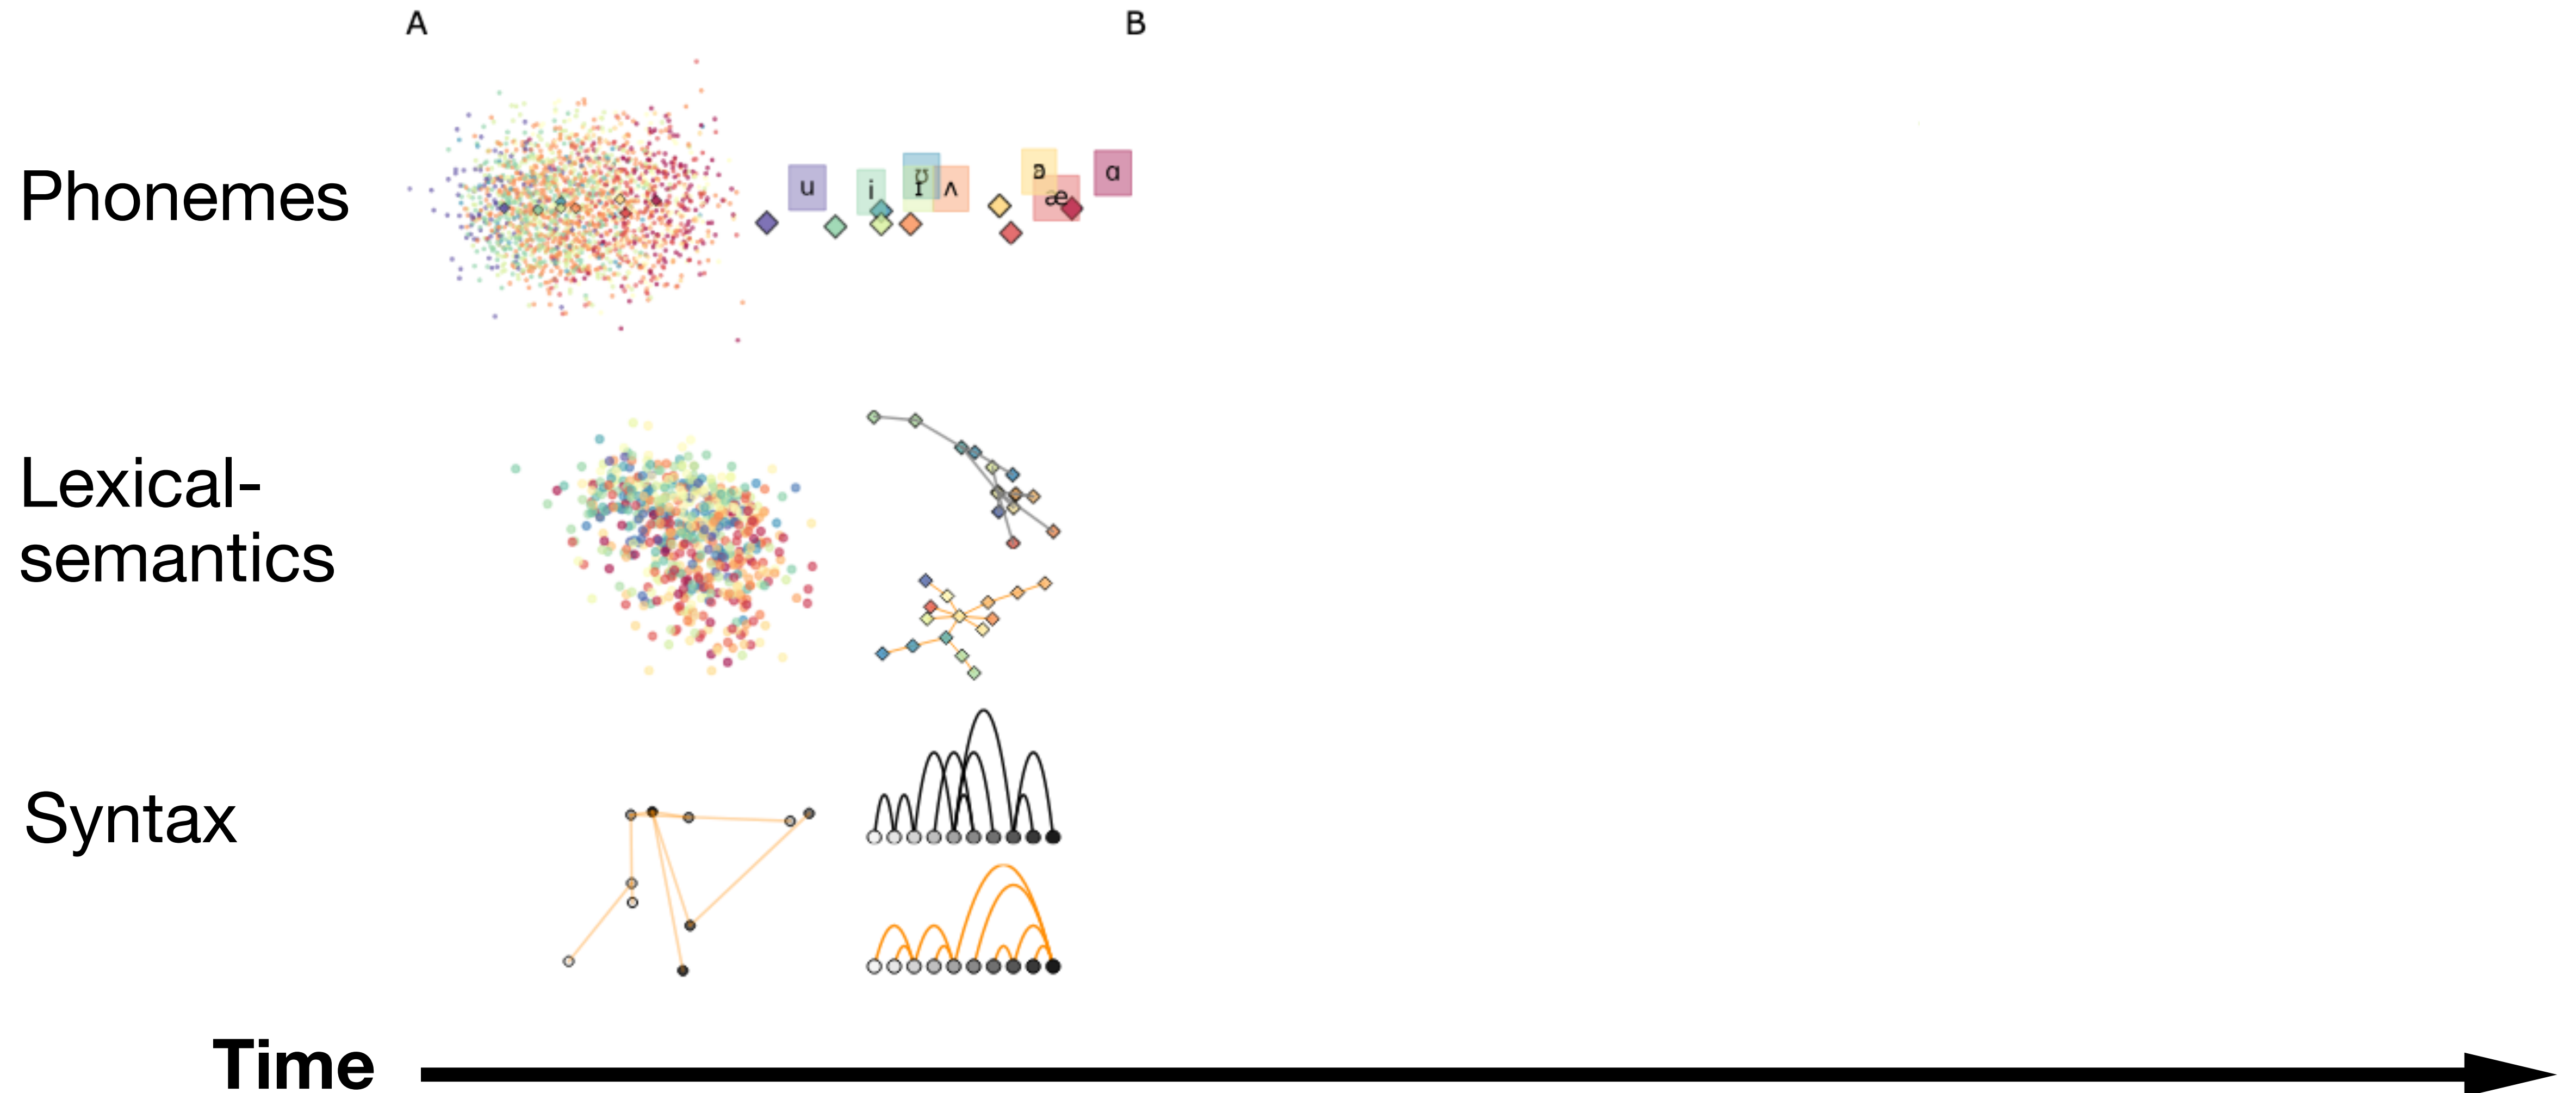 A
B
Phonemes
u
i
ʊ
ɪ
ʌ
æ
ɑ
Lexical-
semantics
Syntax
Time